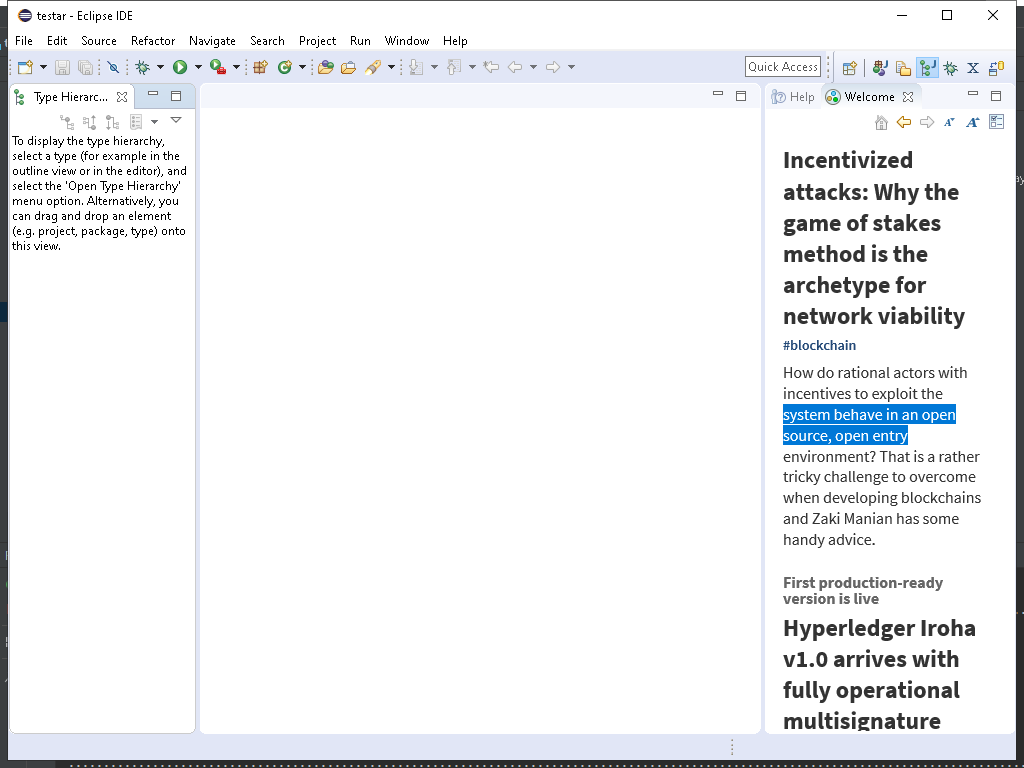 testar - Eclipse IDE
File Edit Source Refactor Navigate Search Project Run Window Help
Quick Access
Type Hierarc...
To display the type hierarchy,
select a type (for example in the
outline view or in the editor), and
select the 'Open Type Hierarchy'
menu option. Alternatively, you
can drag and drop an element
(e.g. project, package, type) onto
this view.
Help Welcome
Incentivized
attacks: Why the
game of stakes
method is the
archetype for
network viability
#blockchain
How do rational actors with
incentives to exploit the
system behave in an open
source, open entry
environment? That is a rather
tricky challenge to overcome
when developing blockchains
and Zaki Manian has some
handy advice.
First production-ready
version is live
Hyperledger Iroha
v1.0 arrives with
fully operational
multisignature